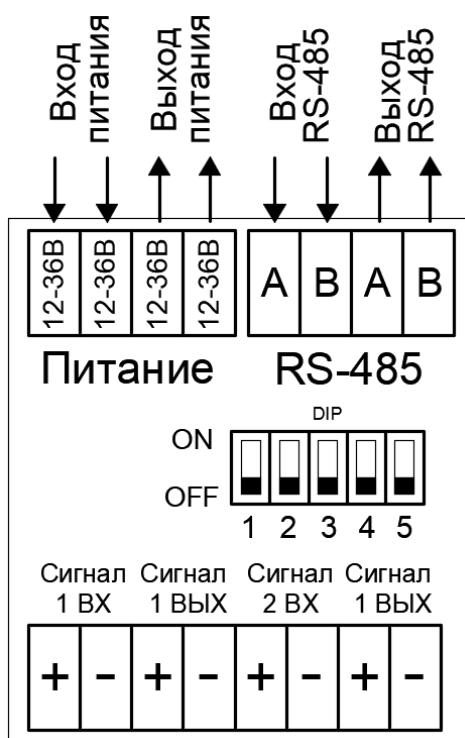 Вход питания
Выход питания
Вход RS-485
Выход RS-485
12-36В 12-36В 12-36В 12-36В A B A B
Питание RS-485
DIP
ON
OFF
1 2 3 4 5
Сигнал Сигнал Сигнал Сигнал
1 ВХ 1 ВЫХ 2 ВХ 1 ВЫХ
+ - + - + - + -